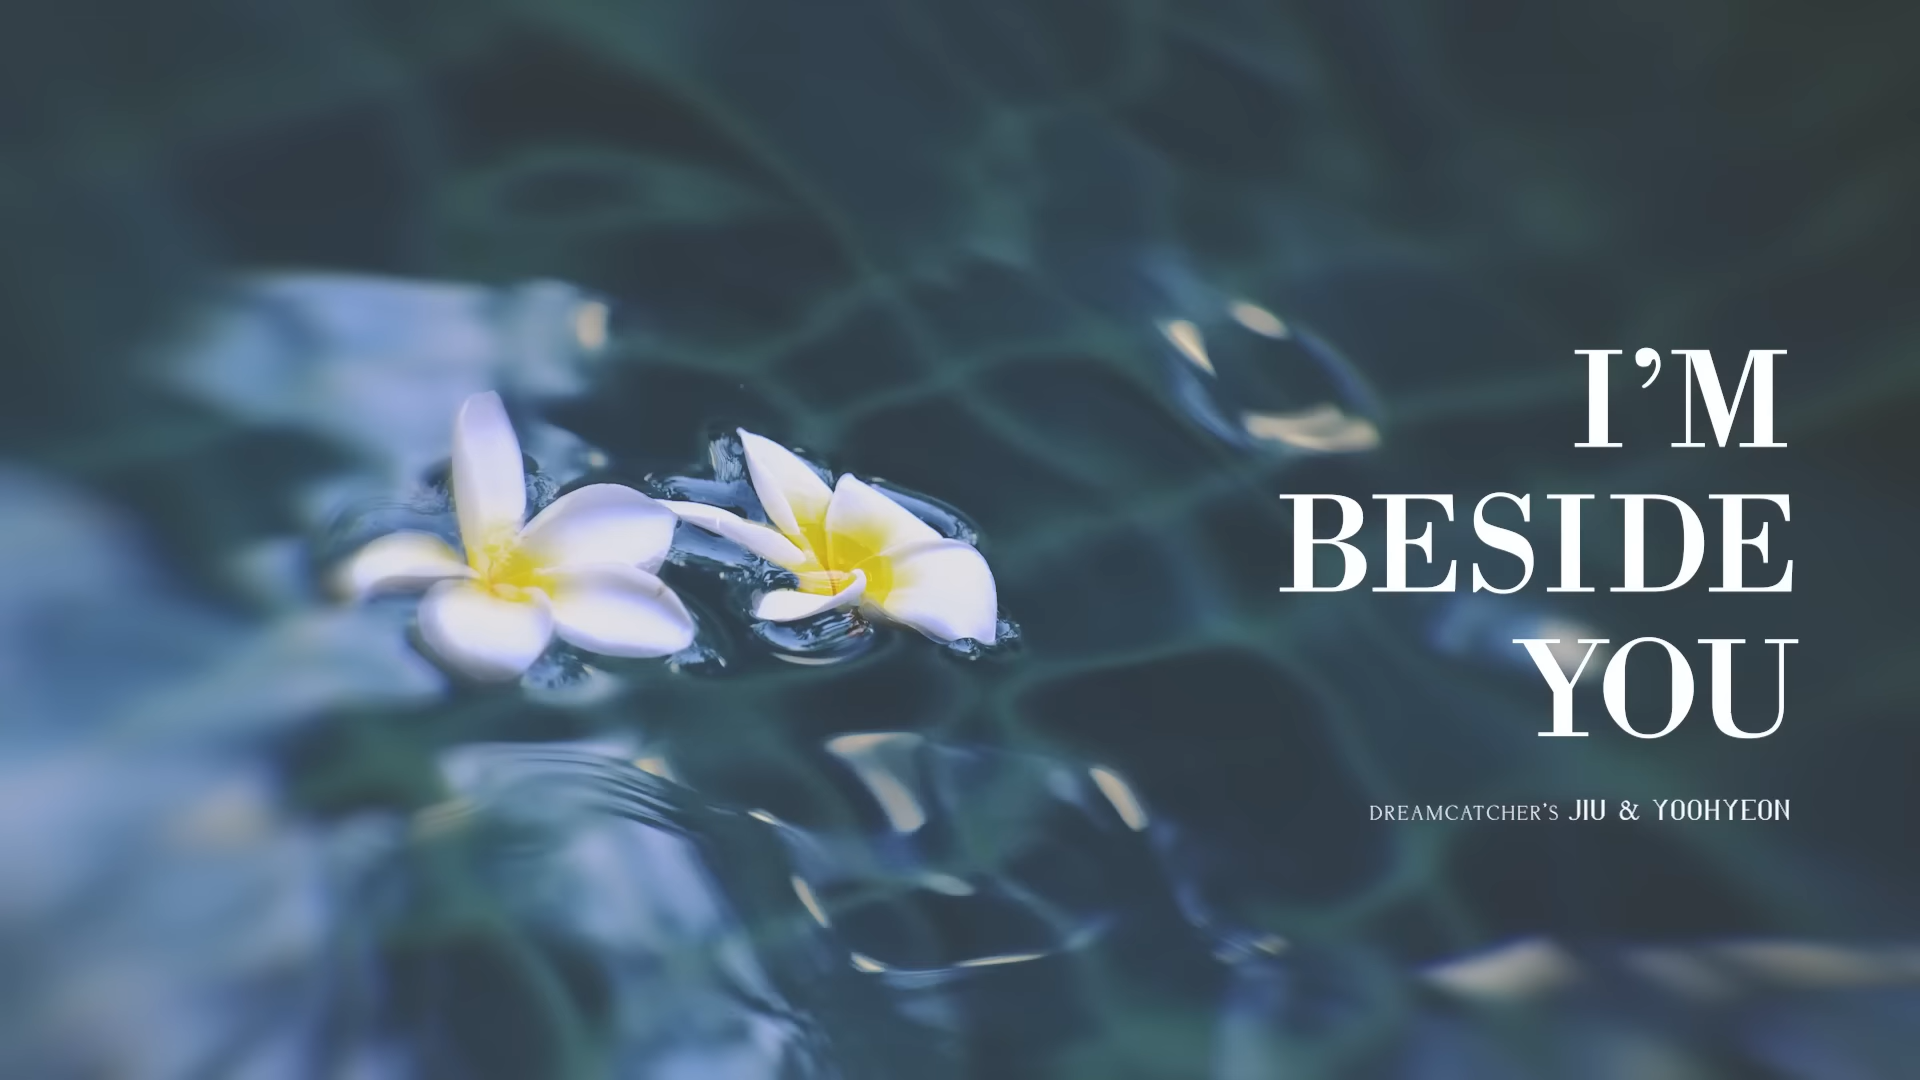 I’M
BESIDE
YOU
DREAMCATCHER’S JIU & YOOHYEON